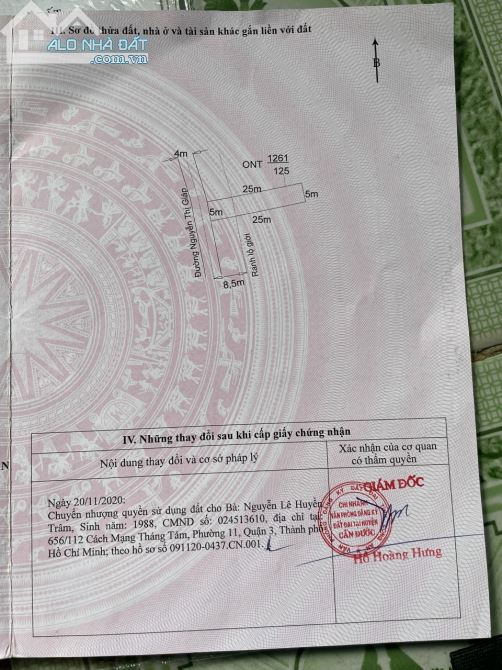 ALO NHÀ ĐẤT
.com.vn
III. Sơ đồ thửa đất, nhà ở và tài sản khác gắn liền với đất
B
4m
ONT 1261
125
25m
5m
5m
25m
Đường Nguyễn Thị Giáp
Ranh lộ giới
8,5m
N
IV. Những thay đổi sau khi cấp giấy chứng nhận
Nội dung thay đổi và cơ sở pháp lý
Xác nhận của cơ quan
có thẩm quyền
Ngày 20/11/2020:
Chuyển nhượng quyền sử dụng đất cho Bà: Nguyễn Lê Huyền
Trâm, Sinh năm: 1988, CMND số: 024513610, địa chỉ tại:
656/112 Cách Mạng Tháng Tám, Phường 11, Quận 3, Thành phố
Hồ Chí Minh; theo hồ sơ số 091120-0437.CN.001.
GIÁM ĐỐC
CHI NHÁNH
VĂN PHÒNG ĐĂNG KÝ
ĐẤT ĐAI TẠI HUYỆN
CẦN ĐƯỚC
Hồ Hoàng Hưng